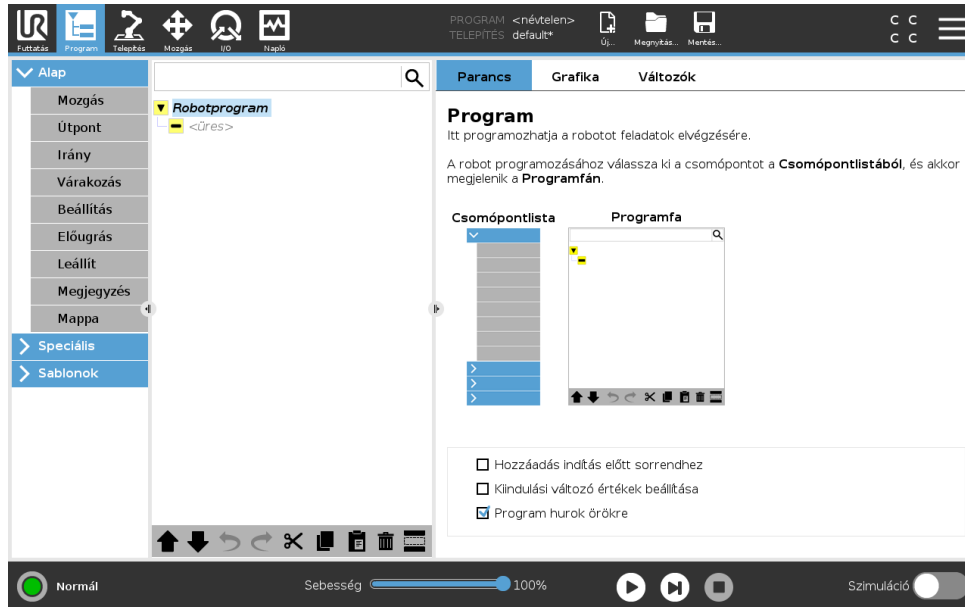 UR
PROGRAM <névtelen>
TELEPÍTÉS default*
C C
C C
Futtatás Program Telepítés Mozgás I/O Napló Új... Megnyitás... Mentés...
Alap
Mozgás
Útpont
Irány
Várakozás
Beállítás
Előugrás
Leállít
Megjegyzés
Mappa
Speciális
Sablonok
Robotprogram
<üres>
Parancs Grafika Változók
Program
Itt programozhatja a robotot feladatok elvégzésére.
A robot programozásához válassza ki a csomópontot a Csomópontlistából, és akkor
megjelenik a Programfán.
Csomópontlista Programfa
Hozzáadás indítás előtt sorrendhez
Kiindulási változó értékek beállítása
Program hurok örökre
Normál Sebesség 100% Szimuláció